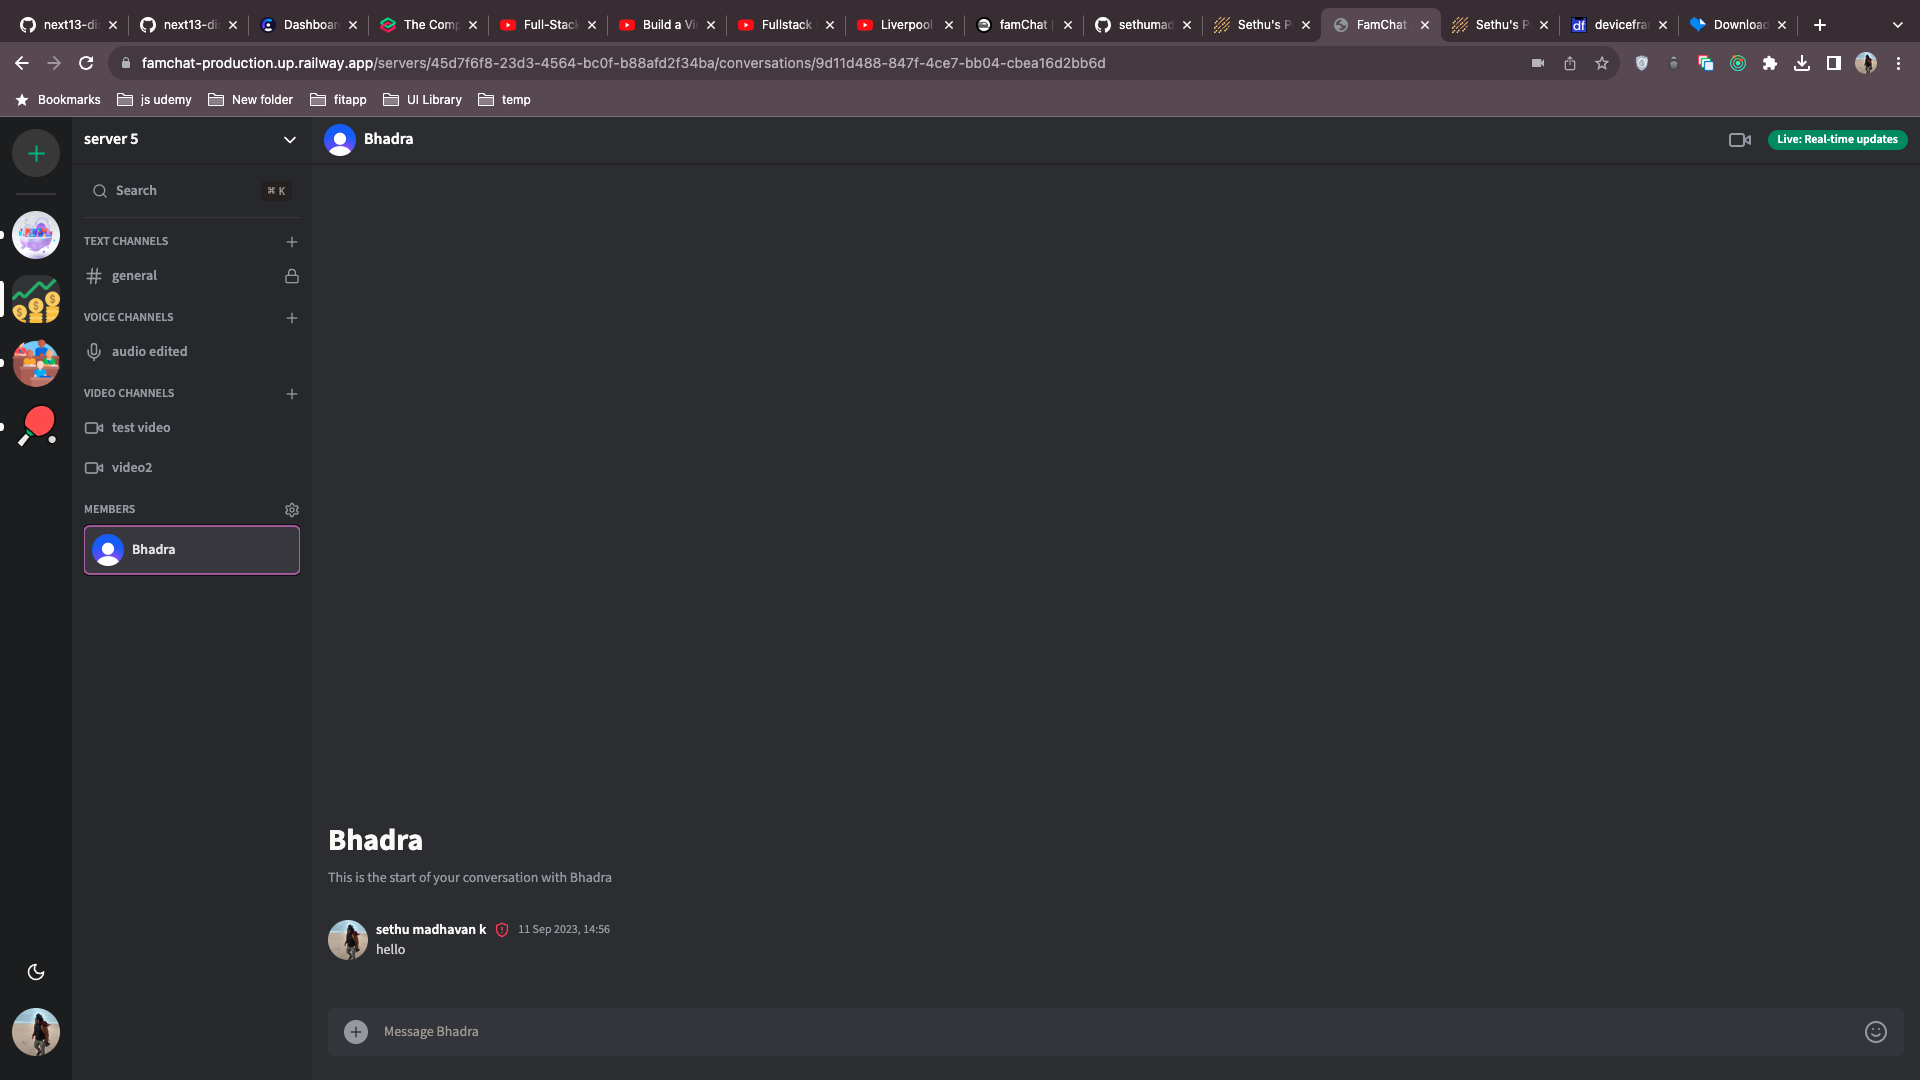 next13-di
next13-di
Dashboar
The Comp
Full-Stack
Build a Vi
Fullstack
Liverpool
famChat
sethumad
Sethu's P
FamChat
Sethu's P
df
devicefra
Download
famchat-production.up.railway.app/servers/45d7f6f8-23d3-4564-bc0f-b88afd2f34ba/conversations/9d11d488-847f-4ce7-bb04-cbea16d2bb6d
Bookmarks
js udemy
New folder
fitapp
UI Library
temp
server 5
Search
⌘ K
TEXT CHANNELS
general
VOICE CHANNELS
audio edited
VIDEO CHANNELS
test video
video2
MEMBERS
Bhadra
Bhadra
Live: Real-time updates
Bhadra
This is the start of your conversation with Bhadra
sethu madhavan k 11 Sep 2023, 14:56
hello
Message Bhadra